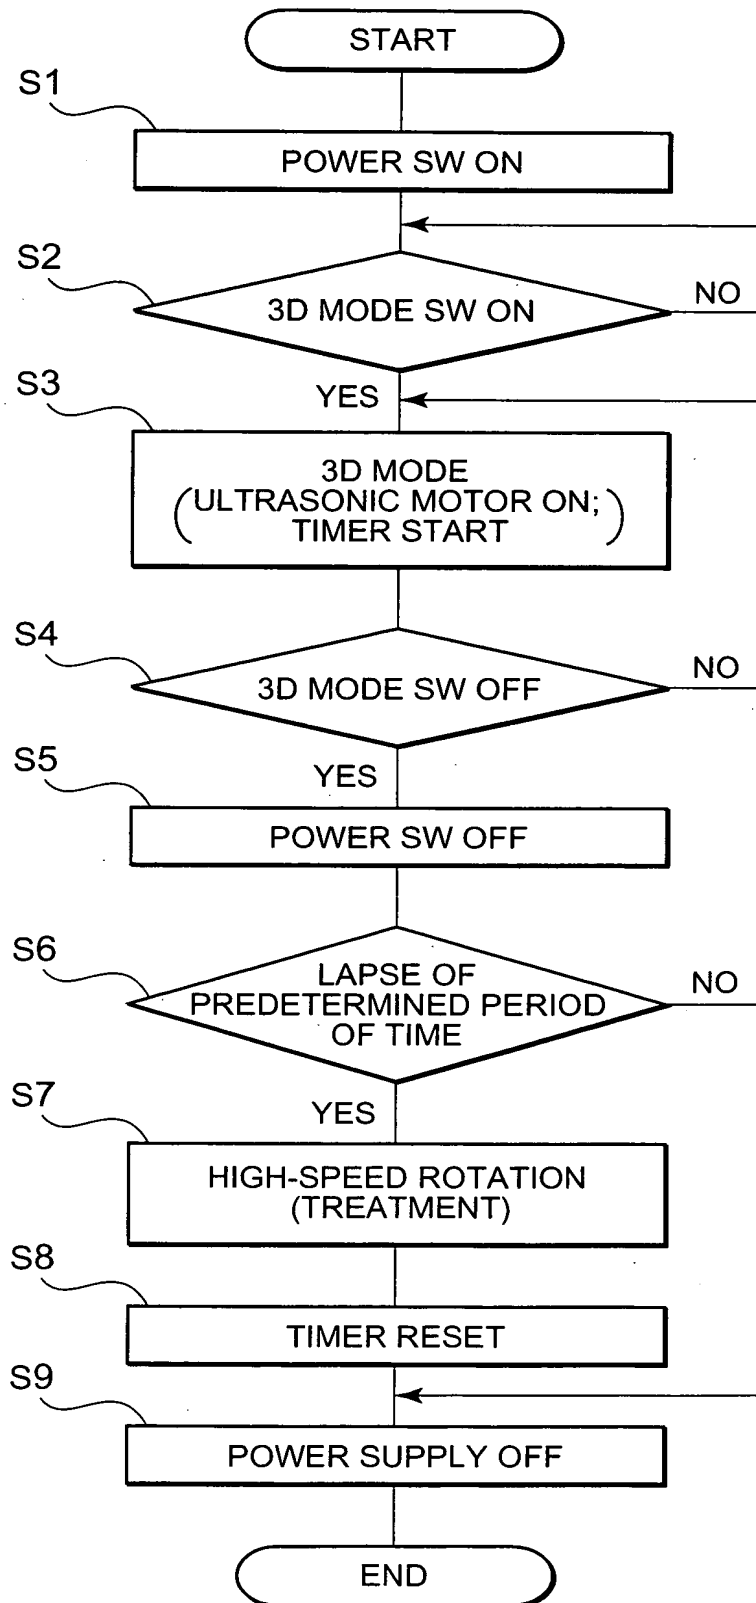 START
S1
POWER SW ON
S2
3D MODE SW ON
NO
YES
S3
3D MODE
(ULTRASONIC MOTOR ON;
TIMER START)
S4
3D MODE SW OFF
NO
YES
S5
POWER SW OFF
S6
LAPSE OF
PREDETERMINED PERIOD
OF TIME
NO
YES
S7
HIGH-SPEED ROTATION
(TREATMENT)
S8
TIMER RESET
S9
POWER SUPPLY OFF
END